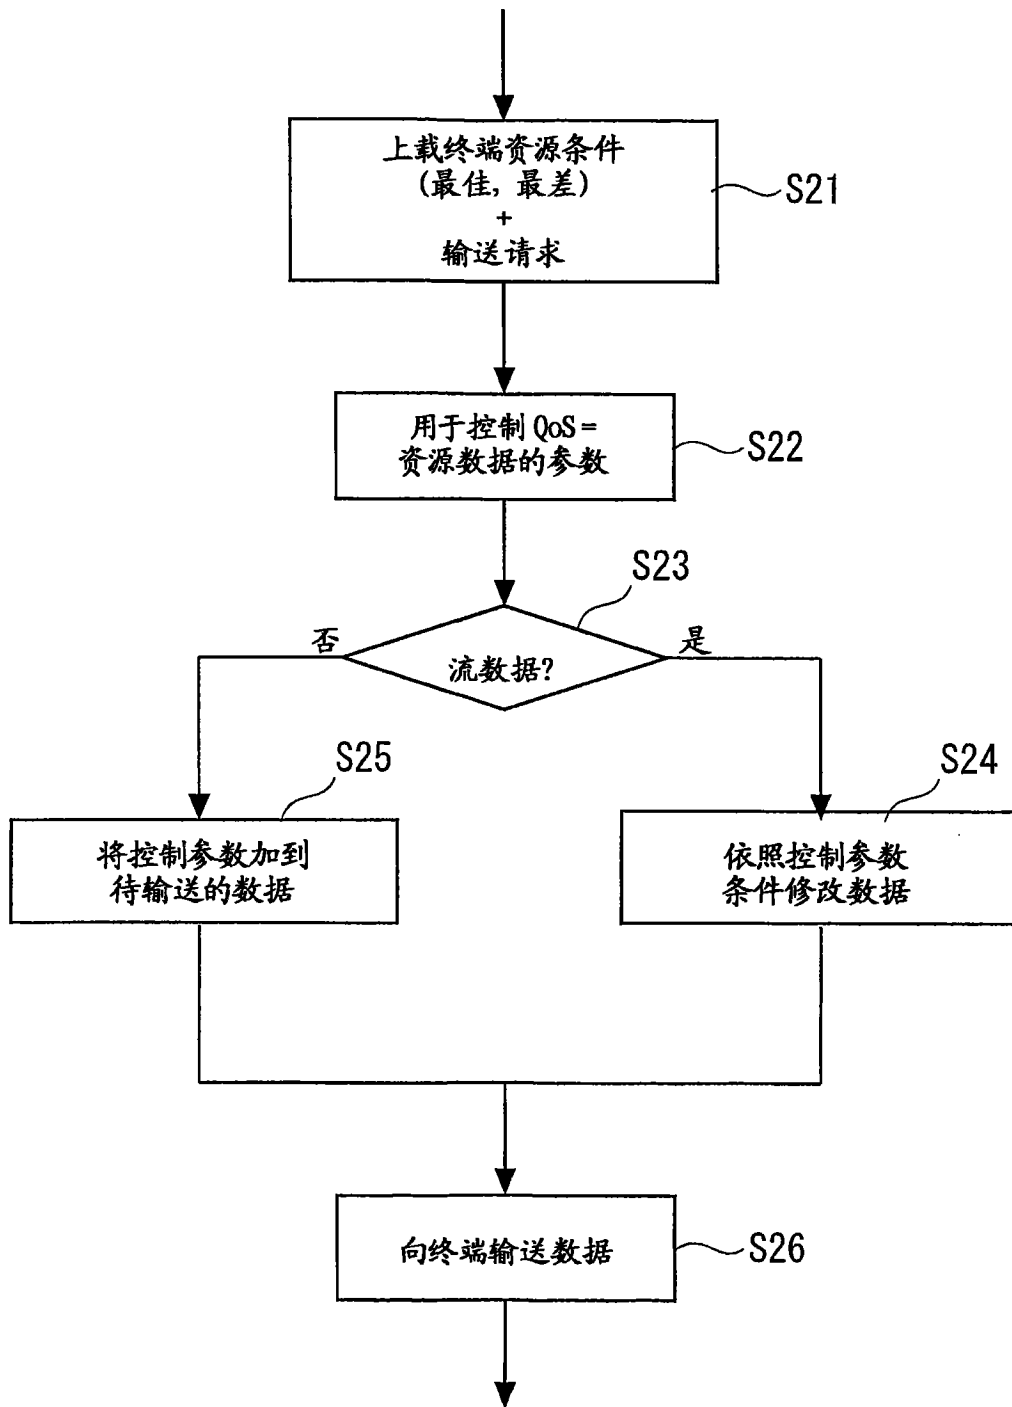 上载终端资源条件
(最佳, 最差)
+
输送请求
S21
用于控制 QoS =
资源数据的参数
S22
S23
否
是
流数据?
S25
S24
将控制参数加到
待输送的数据
依照控制参数
条件修改数据
向终端输送数据
S26